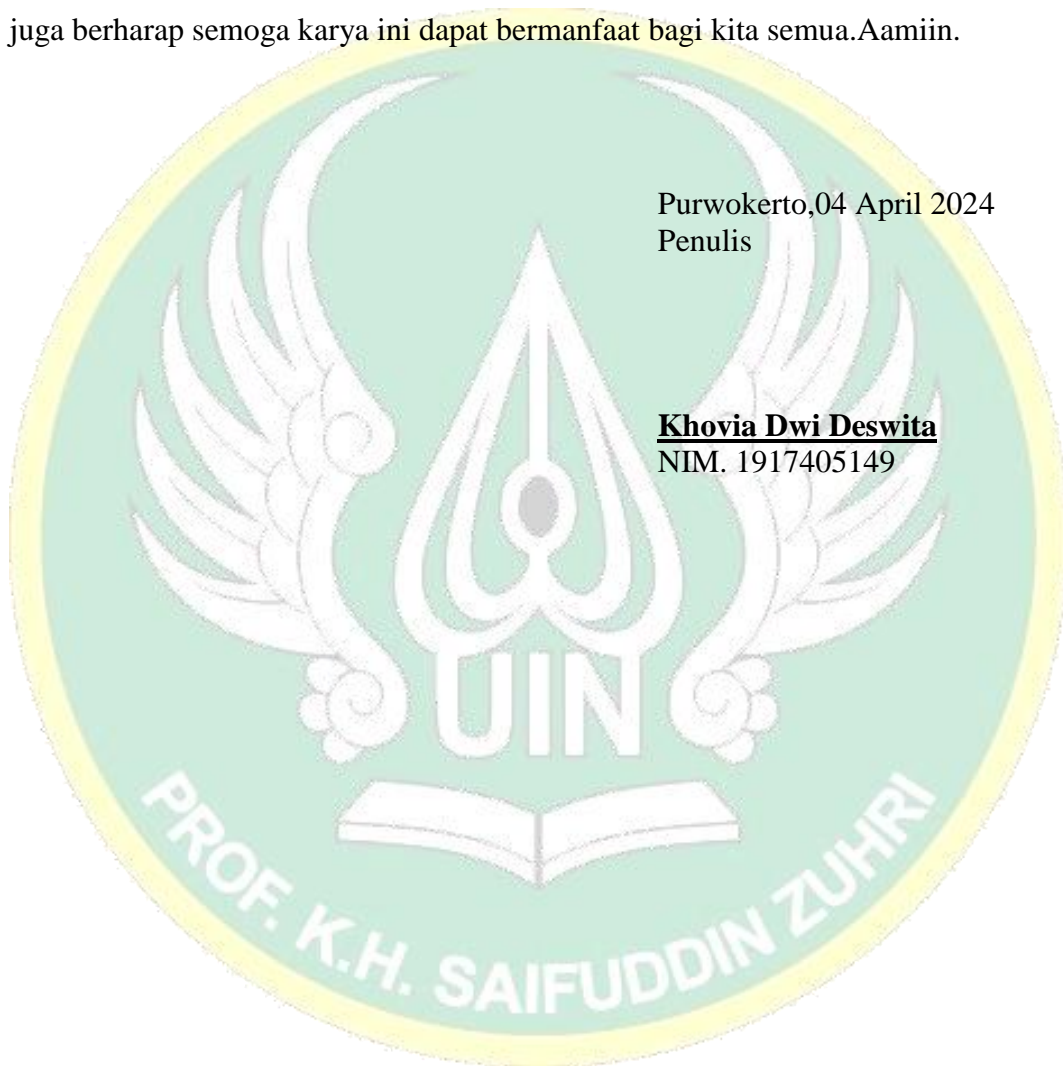 juga berharap semoga karya ini dapat bermanfaat bagi kita semua.Aamiin.
Purwokerto,04 April 2024
Penulis
Khovia Dwi Deswita
NIM. 1917405149
UIN
PROF. K.H. SAIFUDDIN ZUHRI